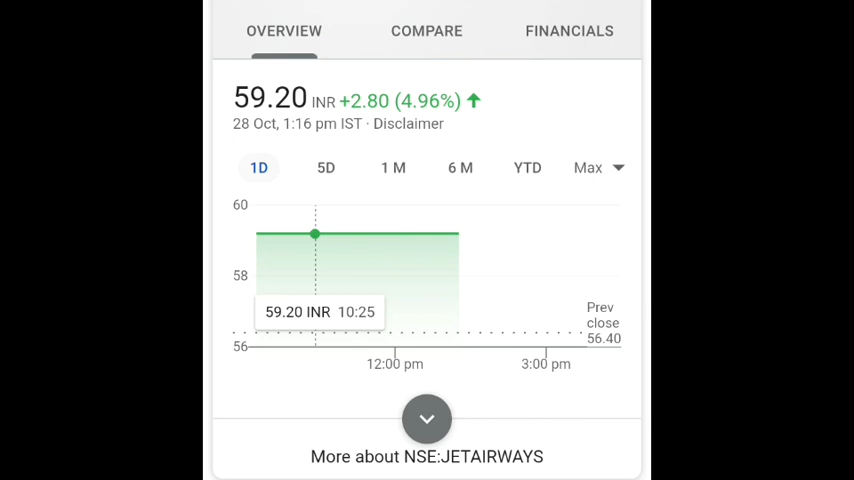 OVERVIEW COMPARE FINANCIALS
59.20 INR +2.80 (4.96%)
28 Oct, 1:16 pm IST · Disclaimer
1D 5D 1 M 6 M YTD Max
60
58
59.20 INR 10:25
Prev
close
56.40
56
12:00 pm 3:00 pm
More about NSE:JETAIRWAYS